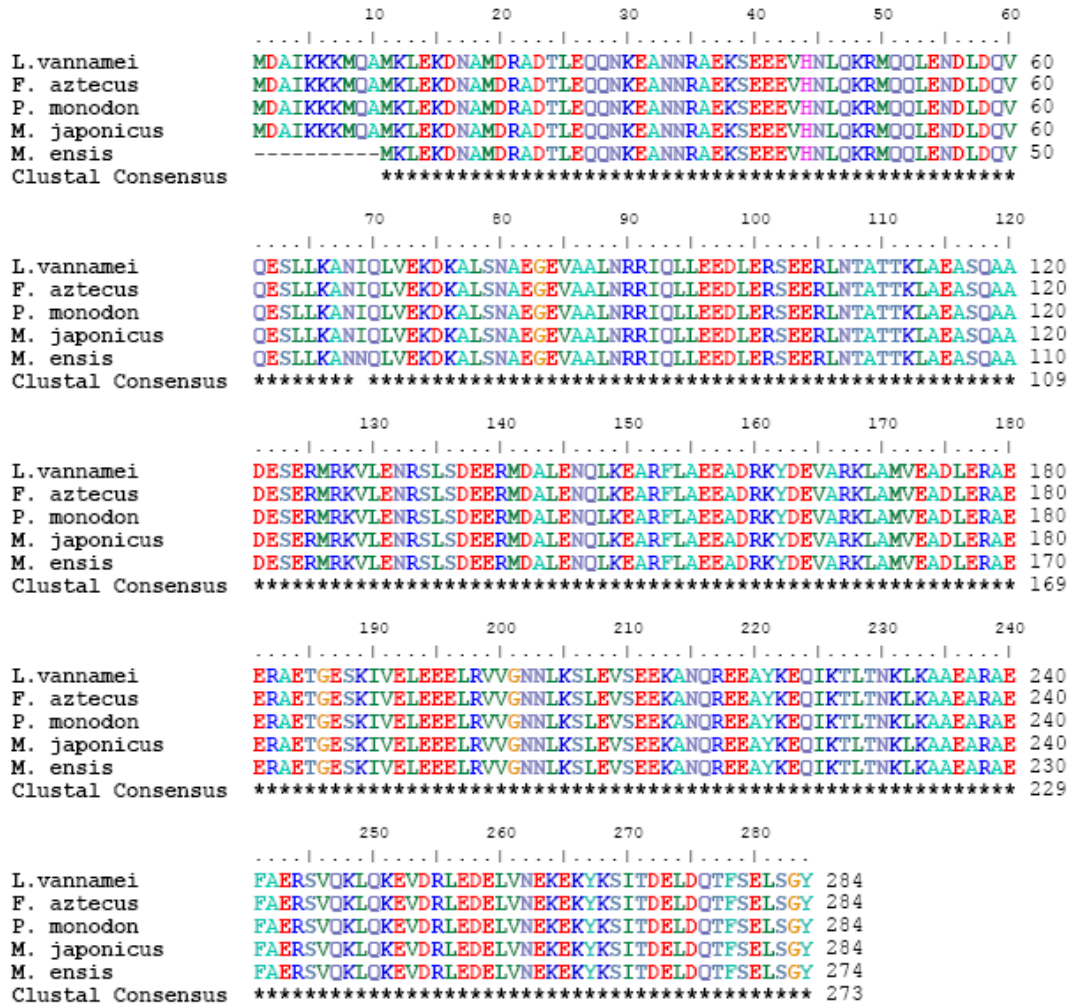 10 20 30 40 50 60
....|....|....|....|....|....|....|....|....|....|....|....|
L.vannamei MDAIKKKMQAMKLEKDNAMDRADTLEQQNKEANNRAEKSEEEVHNLQKRMQQLENDLDQV 60
F. aztecus MDAIKKKMQAMKLEKDNAMDRADTLEQQNKEANNRAEKSEEEVHNLQKRMQQLENDLDQV 60
P. monodon MDAIKKKMQAMKLEKDNAMDRADTLEQQNKEANNRAEKSEEEVHNLQKRMQQLENDLDQV 60
M. japonicus MDAIKKKMQAMKLEKDNAMDRADTLEQQNKEANNRAEKSEEEVHNLQKRMQQLENDLDQV 60
M. ensis ----------MKLEKDNAMDRADTLEQQNKEANNRAEKSEEEVHNLQKRMQQLENDLDQV 50
Clustal Consensus **************************************************
70 80 90 100 110 120
....|....|....|....|....|....|....|....|....|....|....|....|
L.vannamei QESLLKANIQLVEKDKALSNAEGEVAALNRRIQLLEEDLERSEERLNTATTKLAEASQAA 120
F. aztecus QESLLKANIQLVEKDKALSNAEGEVAALNRRIQLLEEDLERSEERLNTATTKLAEASQAA 120
P. monodon QESLLKANIQLVEKDKALSNAEGEVAALNRRIQLLEEDLERSEERLNTATTKLAEASQAA 120
M. japonicus QESLLKANIQLVEKDKALSNAEGEVAALNRRIQLLEEDLERSEERLNTATTKLAEASQAA 120
M. ensis QESLLKANNQLVEKDKALSNAEGEVAALNRRIQLLEEDLERSEERLNTATTKLAEASQAA 110
Clustal Consensus ******** *************************************************** 109
130 140 150 160 170 180
....|....|....|....|....|....|....|....|....|....|....|....|
L.vannamei DESERMRKVLENRSLSDEERMDALENQLKEARFLAEEADRKYDEVARKLAMVEADLERAE 180
F. aztecus DESERMRKVLENRSLSDEERMDALENQLKEARFLAEEADRKYDEVARKLAMVEADLERAE 180
P. monodon DESERMRKVLENRSLSDEERMDALENQLKEARFLAEEADRKYDEVARKLAMVEADLERAE 180
M. japonicus DESERMRKVLENRSLSDEERMDALENQLKEARFLAEEADRKYDEVARKLAMVEADLERAE 180
M. ensis DESERMRKVLENRSLSDEERMDALENQLKEARFLAEEADRKYDEVARKLAMVEADLERAE 170
Clustal Consensus ************************************************************ 169
190 200 210 220 230 240
....|....|....|....|....|....|....|....|....|....|....|....|
L.vannamei ERAETGESKIVELEEELRVVGNNLKSLEVSEEKANQREEAYKEQIKTLTNKLKAAEARAE 240
F. aztecus ERAETGESKIVELEEELRVVGNNLKSLEVSEEKANQREEAYKEQIKTLTNKLKAAEARAE 240
P. monodon ERAETGESKIVELEEELRVVGNNLKSLEVSEEKANQREEAYKEQIKTLTNKLKAAEARAE 240
M. japonicus ERAETGESKIVELEEELRVVGNNLKSLEVSEEKANQREEAYKEQIKTLTNKLKAAEARAE 240
M. ensis ERAETGESKIVELEEELRVVGNNLKSLEVSEEKANQREEAYKEQIKTLTNKLKAAEARAE 230
Clustal Consensus ************************************************************ 229
250 260 270 280
....|....|....|....|....|....|....|....|....
L.vannamei FAERSVQKLQKEVDRLEDELVNEKEKYKSITDELDQTFSELSGY 284
F. aztecus FAERSVQKLQKEVDRLEDELVNEKEKYKSITDELDQTFSELSGY 284
P. monodon FAERSVQKLQKEVDRLEDELVNEKEKYKSITDELDQTFSELSGY 284
M. japonicus FAERSVQKLQKEVDRLEDELVNEKEKYKSITDELDQTFSELSGY 284
M. ensis FAERSVQKLQKEVDRLEDELVNEKEKYKSITDELDQTFSELSGY 274
Clustal Consensus ******************************************** 273